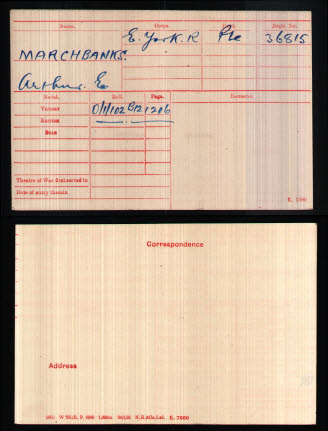 Name. Corps. Rank. Regtl. No.
E. York. R Pte 36815
MARCHBANKS.
Arthur. E
Medal. Roll. Page. Remarks.
VICTORY O/1/102 B12 1206
BRITISH
STAR
Theatre of War first served in
Date of entry therein
K. 1380
Correspondence
Address
K. 7690